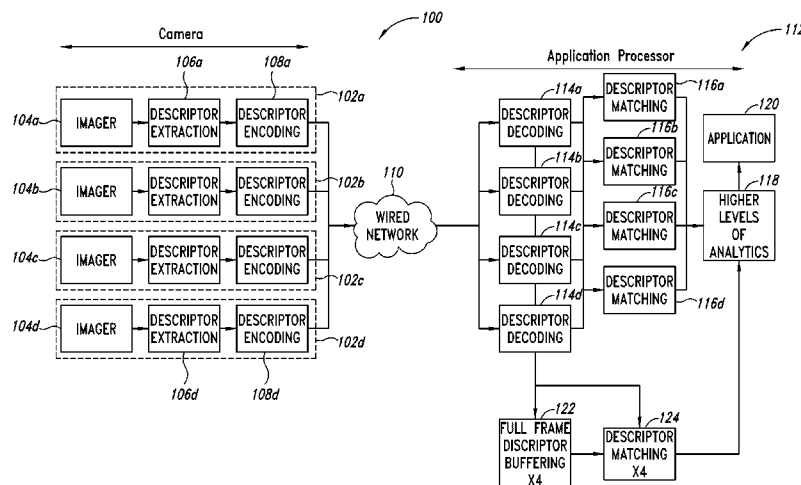 Camera
100
Application Processor
112
106a
108a
102a
104a
IMAGER
DESCRIPTOR
EXTRACTION
DESCRIPTOR
ENCODING
104b
IMAGER
DESCRIPTOR
EXTRACTION
DESCRIPTOR
ENCODING
102b
104c
IMAGER
DESCRIPTOR
EXTRACTION
DESCRIPTOR
ENCODING
102c
104d
IMAGER
DESCRIPTOR
EXTRACTION
DESCRIPTOR
ENCODING
102d
106d
108d
110
WIRED
NETWORK
114a
DESCRIPTOR
DECODING
114b
DESCRIPTOR
DECODING
114c
DESCRIPTOR
DECODING
114d
DESCRIPTOR
DECODING
116a
DESCRIPTOR
MATCHING
116b
DESCRIPTOR
MATCHING
116c
DESCRIPTOR
MATCHING
DESCRIPTOR
MATCHING
116d
120
APPLICATION
118
HIGHER
LEVELS
OF
ANALYTICS
122
FULL FRAME
DISCRIPTOR
BUFFERING
X4
124
DESCRIPTOR
MATCHING
X4